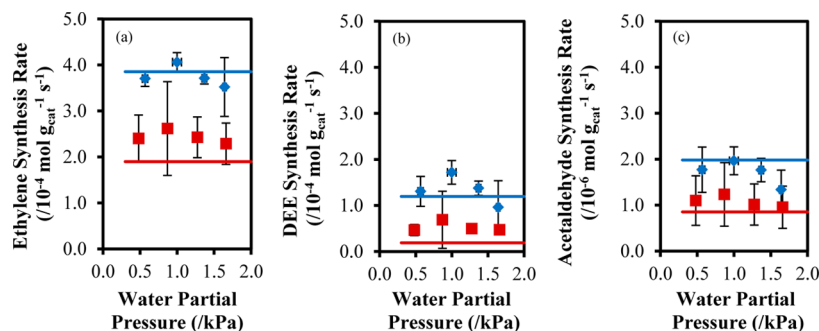 Ethylene Synthesis Rate
(/10⁻⁴ mol g_cat⁻¹ s⁻¹)
5.0
4.0
3.0
2.0
1.0
0.0
(a)
0.0 0.5 1.0 1.5 2.0
Water Partial
Pressure (/kPa)
DEE Synthesis Rate
(/10⁻⁴ mol g_cat⁻¹ s⁻¹)
5.0
4.0
3.0
2.0
1.0
0.0
(b)
0.0 0.5 1.0 1.5 2.0
Water Partial
Pressure (/kPa)
Acetaldehyde Synthesis Rate
(/10⁻⁶ mol g_cat⁻¹ s⁻¹)
5.0
4.0
3.0
2.0
1.0
0.0
(c)
0.0 0.5 1.0 1.5 2.0
Water Partial
Pressure (/kPa)